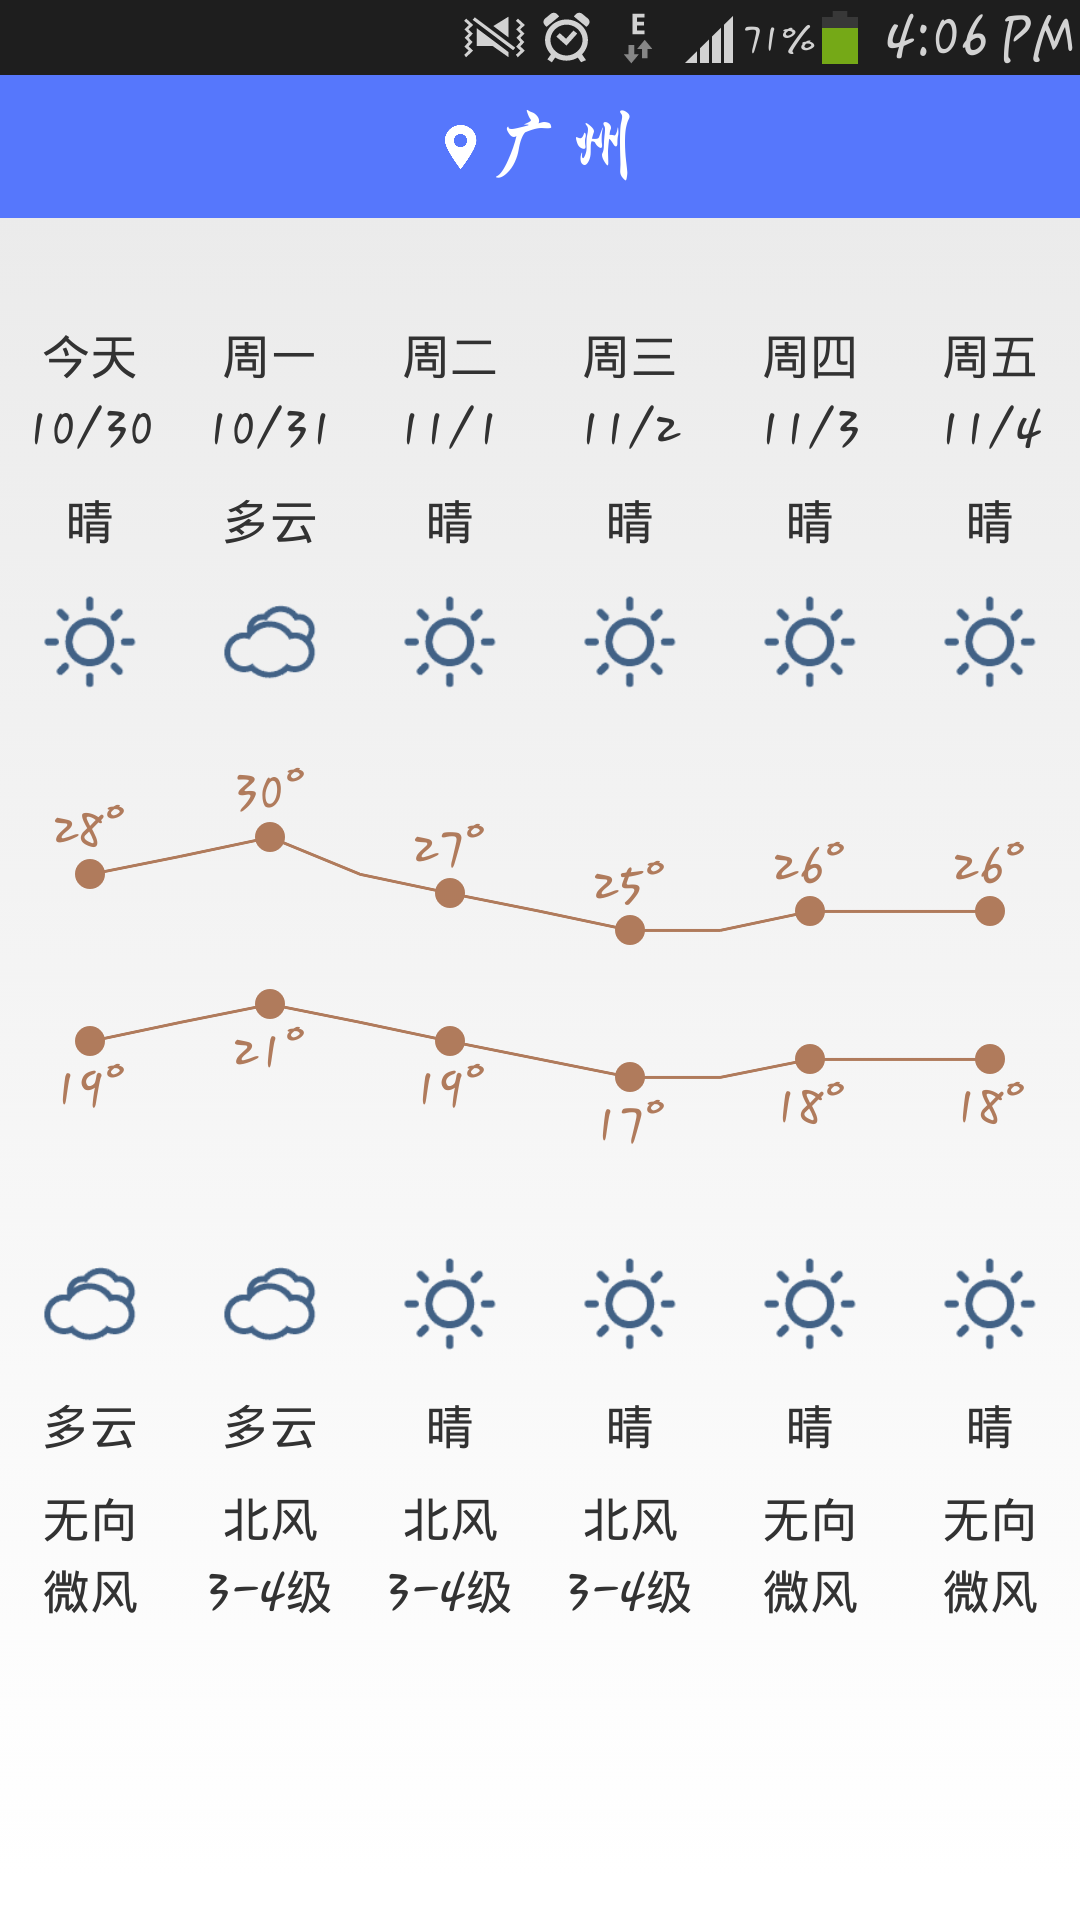 E 71% 4:06 PM
广州
今天 周一 周二 周三 周四 周五
10/30 10/31 11/1 11/2 11/3 11/4
晴 多云 晴 晴 晴 晴
28° 30° 27° 25° 26° 26°
19° 21° 19° 17° 18° 18°
多云 多云 晴 晴 晴 晴
无向 北风 北风 北风 无向 无向
微风 3-4级 3-4级 3-4级 微风 微风